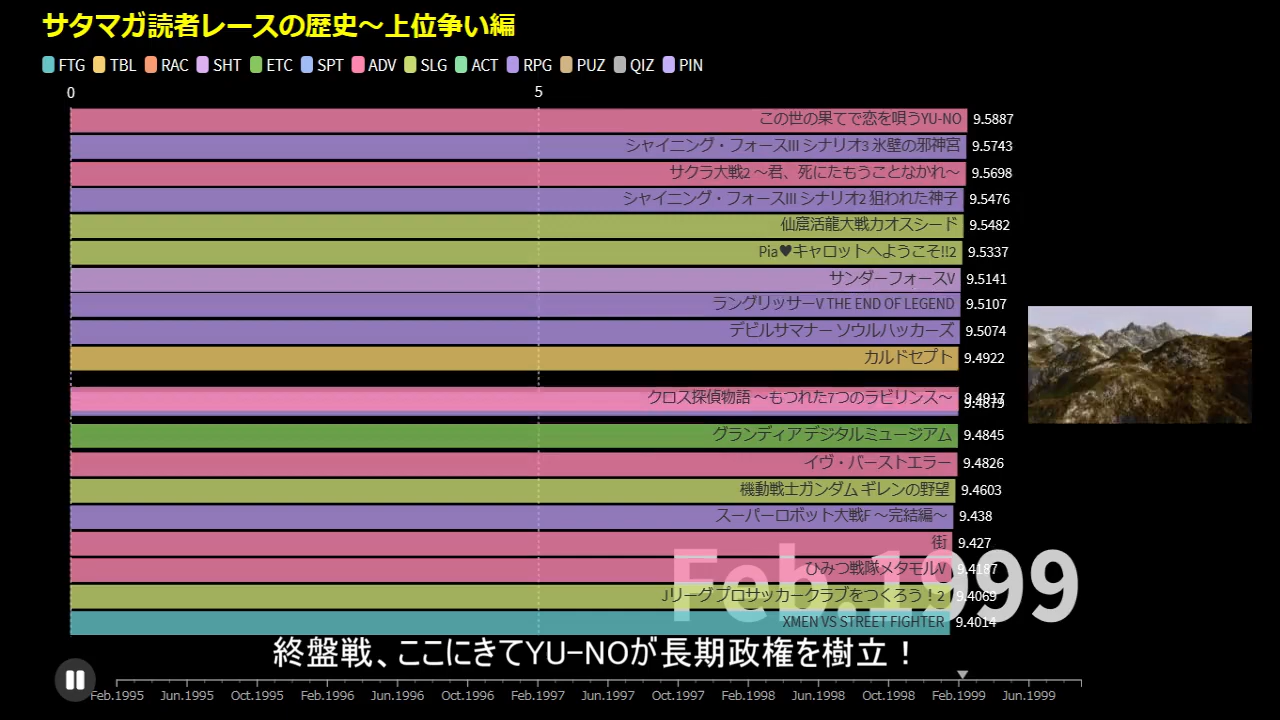 サタマガ読者レースの歴史～上位争い編
FTG TBL RAC SHT ETC SPT ADV SLG ACT RPG PUZ QIZ PIN
0 5
この世の果てで恋を唄うYU-NO 9.5887
シャイニング・フォースIII シナリオ3 氷壁の邪神宮 9.5743
サクラ大戦2 ～君、死にたもうことなかれ～ 9.5698
シャイニング・フォースIII シナリオ2 狙われた神子 9.5476
仙窟活龍大戦カオスシード 9.5482
Pia♥キャロットへようこそ!!2 9.5337
サンダーフォースV 9.5141
ラングリッサーV THE END OF LEGEND 9.5107
デビルサマナー ソウルハッカーズ 9.5074
カルドセプト 9.4922
クロス探偵物語 ～もつれた7つのラビリンス～
グランディア デジタルミュージアム 9.4845
イヴ・バーストエラー 9.4826
機動戦士ガンダム ギレンの野望 9.4603
スーパーロボット大戦F ～完結編～ 9.438
街 9.427
ひみつ戦隊メタモルV 9.4187
Jリーグ プロサッカークラブをつくろう！2 9.4069
XMEN VS STREET FIGHTER 9.4014
Feb.1999
終盤戦、ここにきてYU-NOが長期政権を樹立！
Feb.1995 Jun.1995 Oct.1995 Feb.1996 Jun.1996 Oct.1996 Feb.1997 Jun.1997 Oct.1997 Feb.1998 Jun.1998 Oct.1998 Feb.1999 Jun.1999